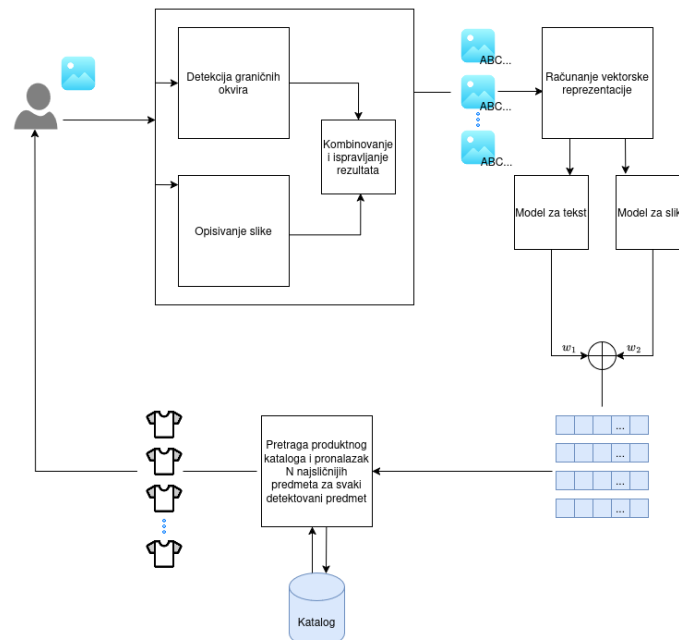 Detekcija graničnih
okvira
Kombinovanje
i ispravljanje
rezultata
Opisivanje slike
ABC...
ABC...
ABC...
Računanje vektorske
reprezentacije
Model za tekst
Model za slik
w₁
w₂
...
...
...
...
Pretraga produktnog
kataloga i pronalazak
N najsličnijih
predmeta za svaki
detektovani predmet
Katalog